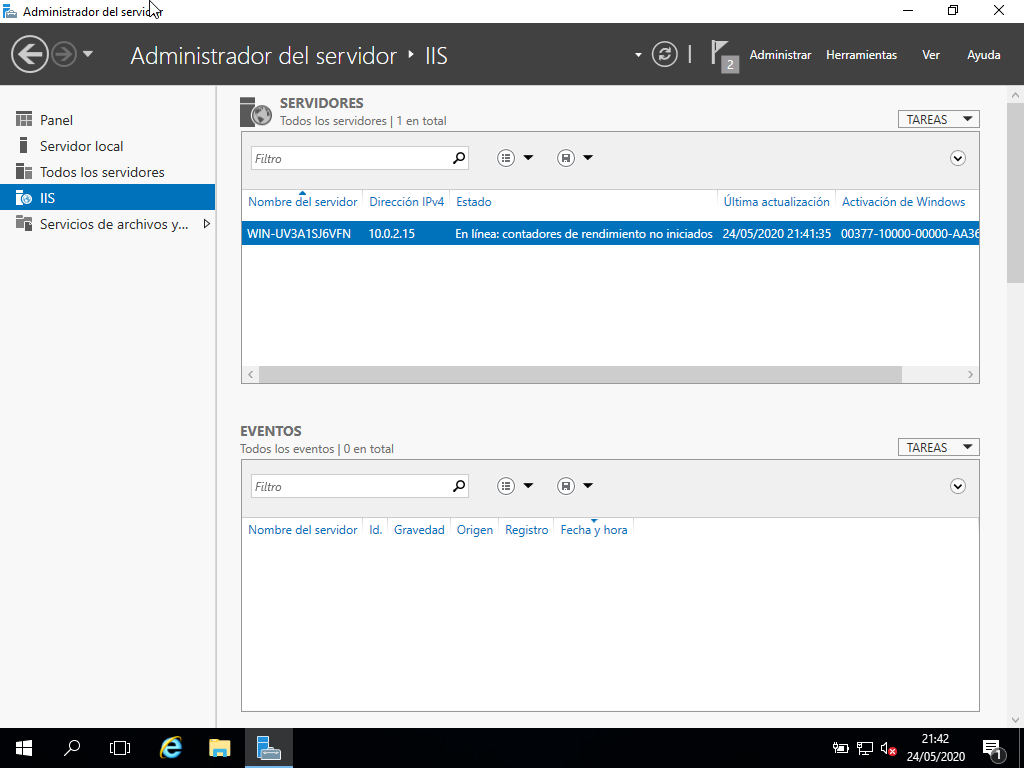 Administrador del servidor
Administrador del servidor ‣ IIS
2
Administrar Herramientas Ver Ayuda
Panel
Servidor local
Todos los servidores
IIS
Servicios de archivos y...
SERVIDORES
Todos los servidores | 1 en total
TAREAS
Filtro
Nombre del servidor Dirección IPv4 Estado Última actualización Activación de Windows
WIN-UV3A1SJ6VFN 10.0.2.15 En línea: contadores de rendimiento no iniciados 24/05/2020 21:41:35 00377-10000-00000-AA36
EVENTOS
Todos los eventos | 0 en total
TAREAS
Filtro
Nombre del servidor Id. Gravedad Origen Registro Fecha y hora
21:42
24/05/2020
1